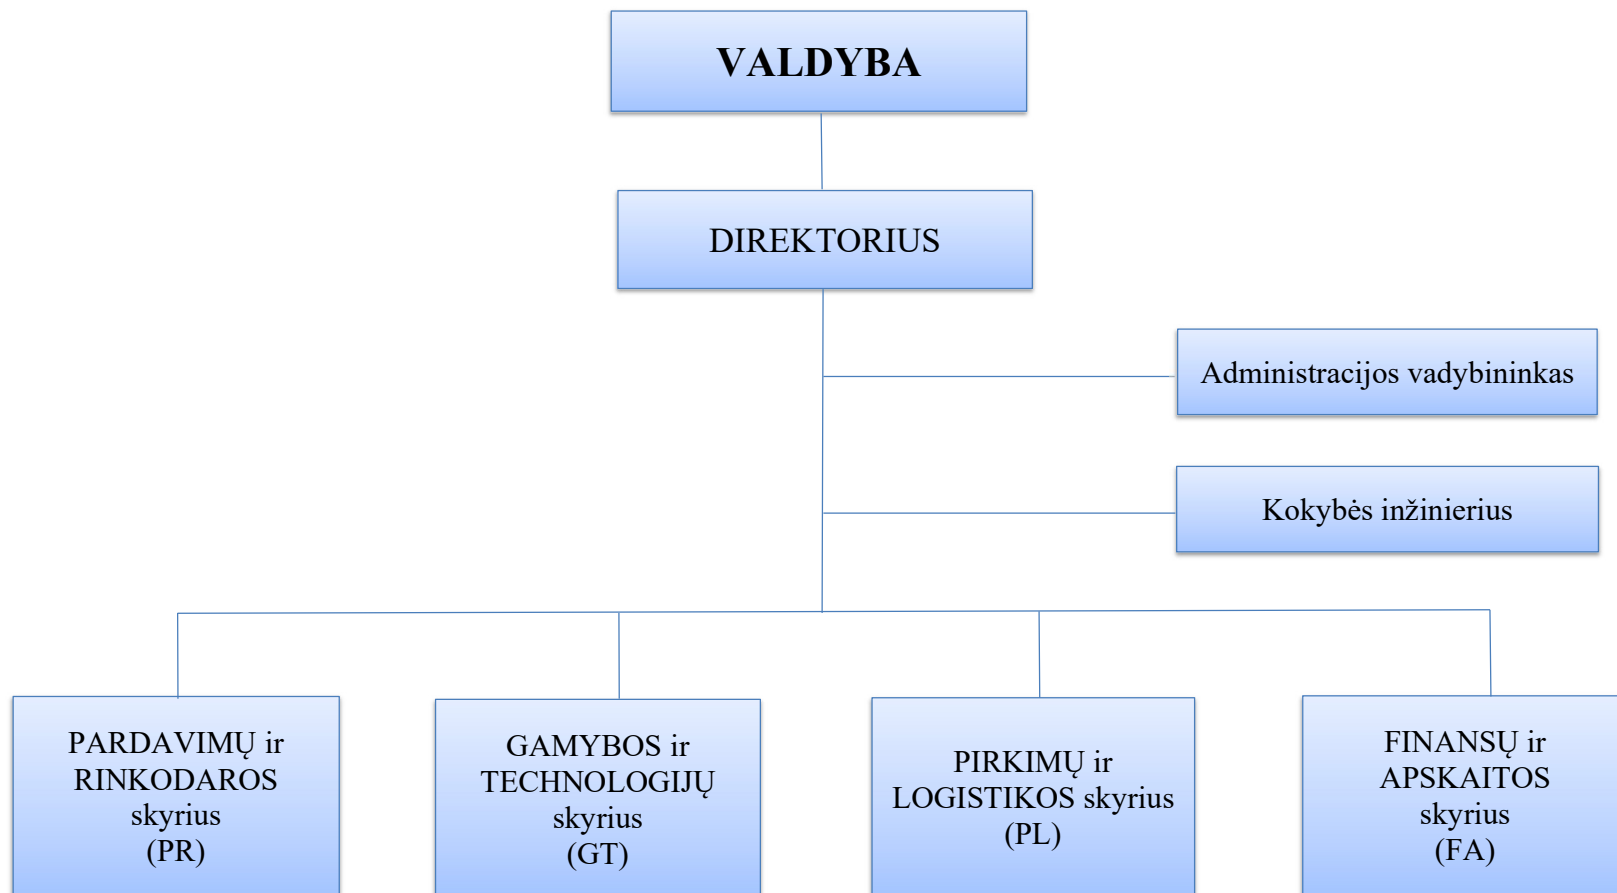 VALDYBA
DIREKTORIUS
Administracijos vadybininkas
Kokybės inžinierius
PARDAVIMŲ ir
RINKODAROS
skyrius
(PR)
GAMYBOS ir
TECHNOLOGIJŲ
skyrius
(GT)
PIRKIMŲ ir
LOGISTIKOS skyrius
(PL)
FINANSŲ ir
APSKAITOS
skyrius
(FA)